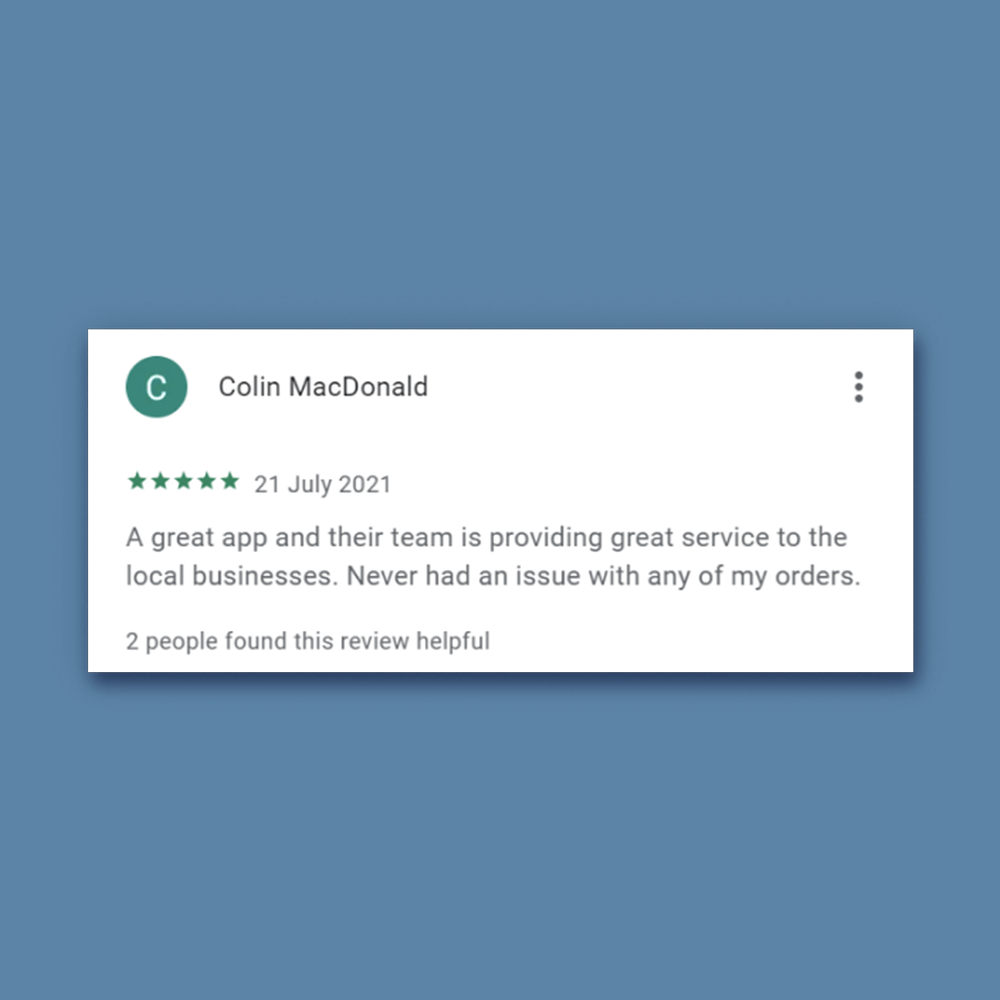 C
Colin MacDonald
21 July 2021
A great app and their team is providing great service to the
local businesses. Never had an issue with any of my orders.
2 people found this review helpful